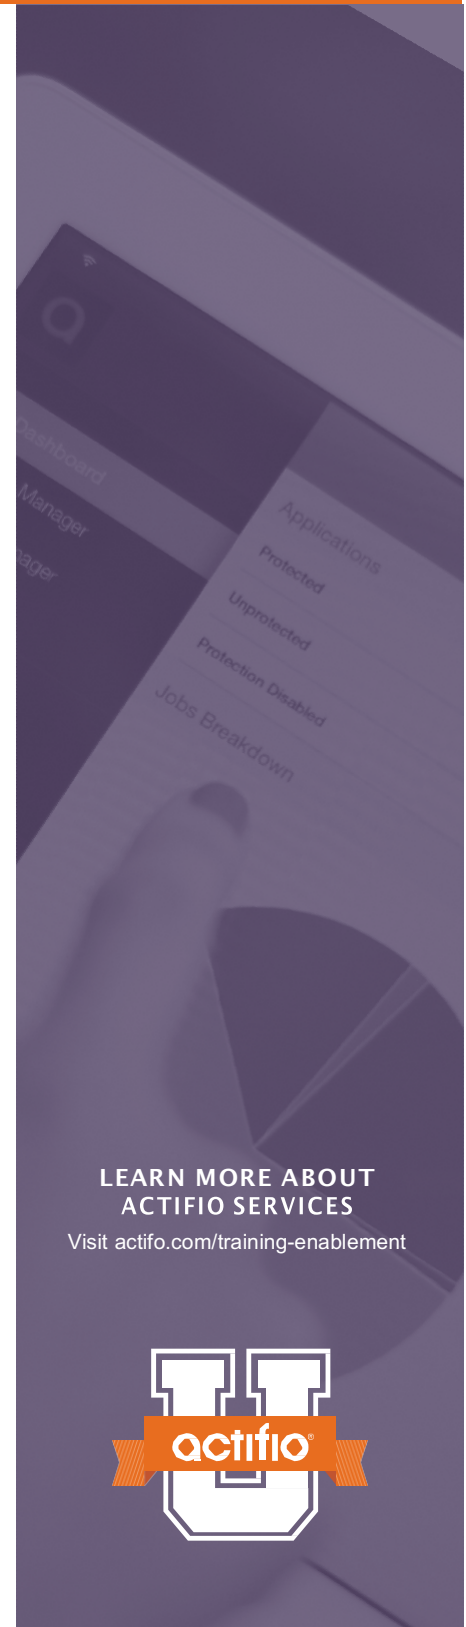 Dashboard
Manager
Applications
Protected
Unprotected
Protection Disabled
Jobs Breakdown
LEARN MORE ABOUT
ACTIFIO SERVICES
Visit actifo.com/training-enablement
U
actifio®